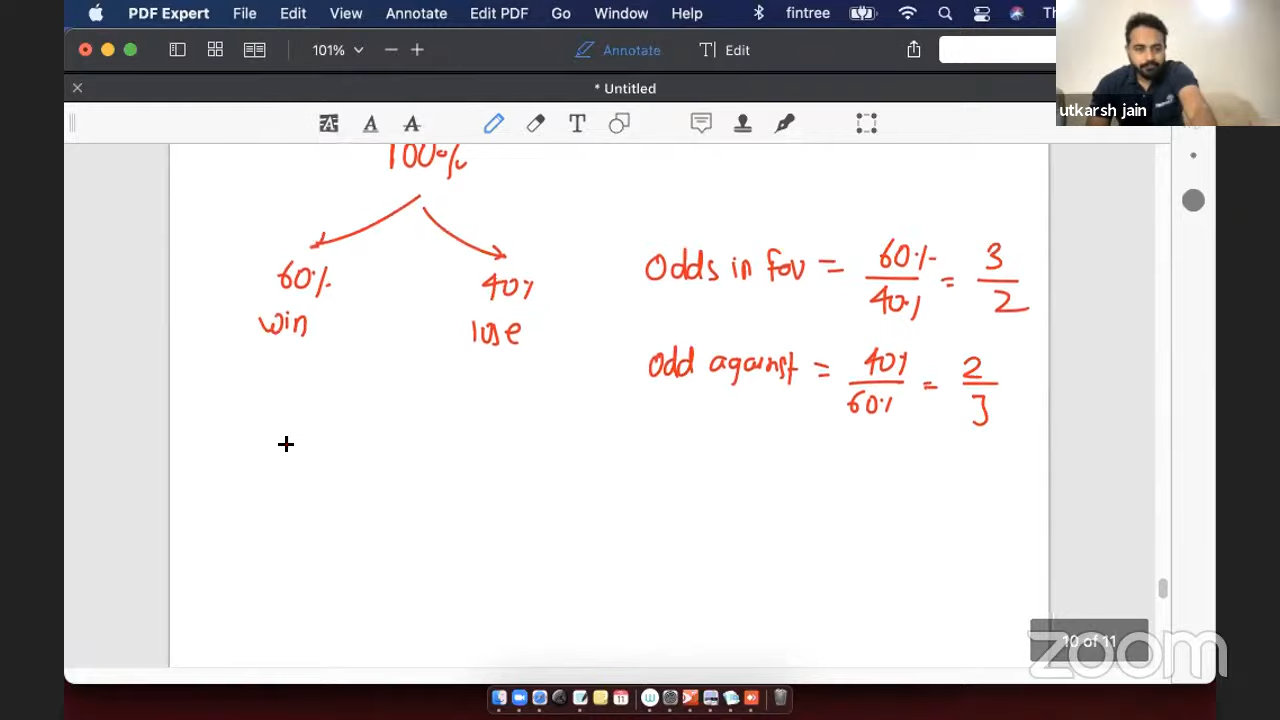 PDF Expert File Edit View Annotate Edit PDF Go Window Help fintree
utkarsh jain
101% Annotate T Edit
* Untitled
100%
60% 40%
win lose
Odds in fav = 60% / 40% = 3 / 2
Odd against = 40% / 60% = 2 / 3
10 of 11
zoom
11